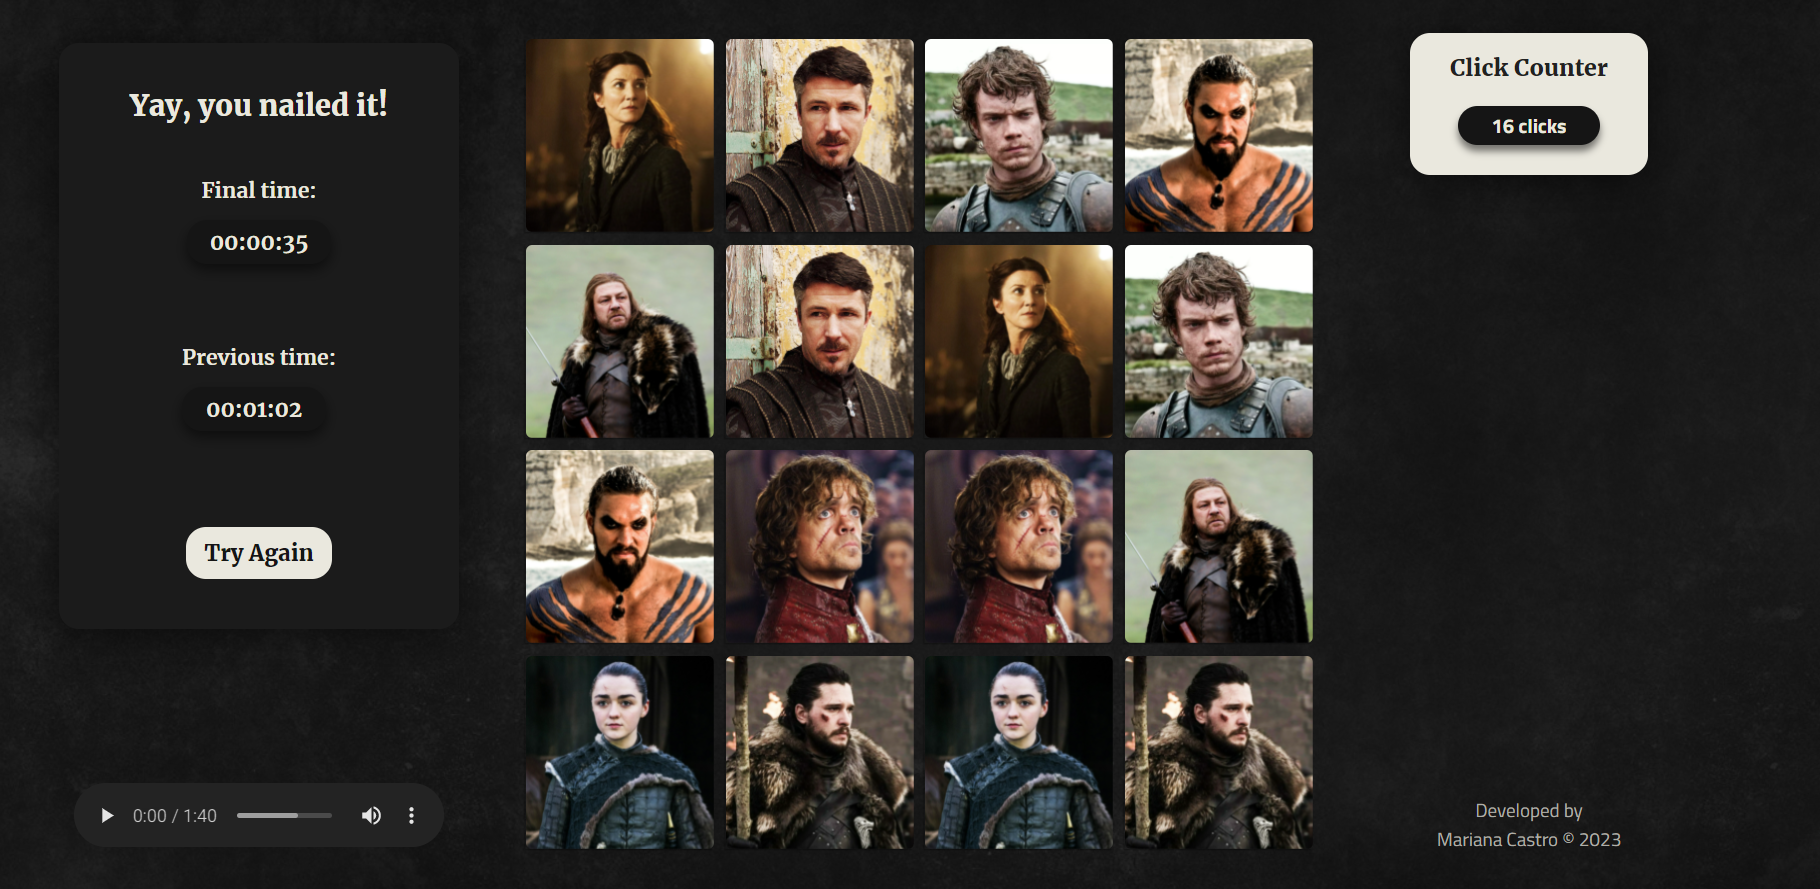 Yay, you nailed it!
Final time:
00:00:35
Previous time:
00:01:02
Try Again
0:00 / 1:40
Click Counter
16 clicks
Developed by
Mariana Castro © 2023